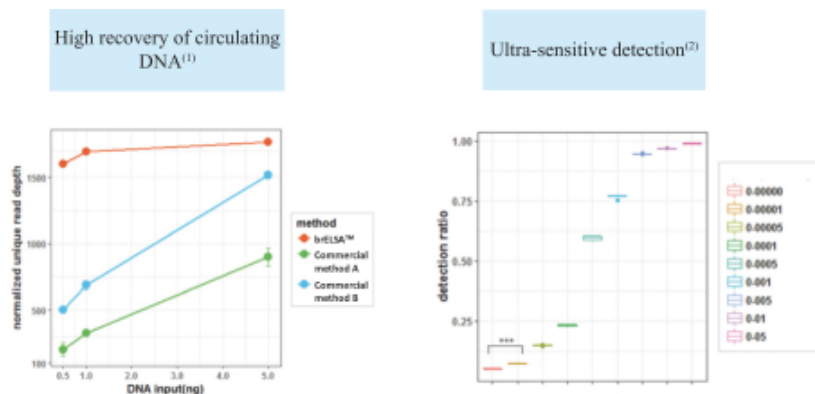 High recovery of circulating
DNA(1)
Ultra-sensitive detection(2)
normalized unique read depth
1500
1000
500
100
0.5
1.0
2.0
3.0
4.0
5.0
DNA input(ng)
method
brELSA™
Commercial
method A
Commercial
method B
detection ratio
1.00
0.75
0.50
0.25
***
0-00000
0-00001
0-00005
0-0001
0-0005
0-001
0-005
0-01
0-05